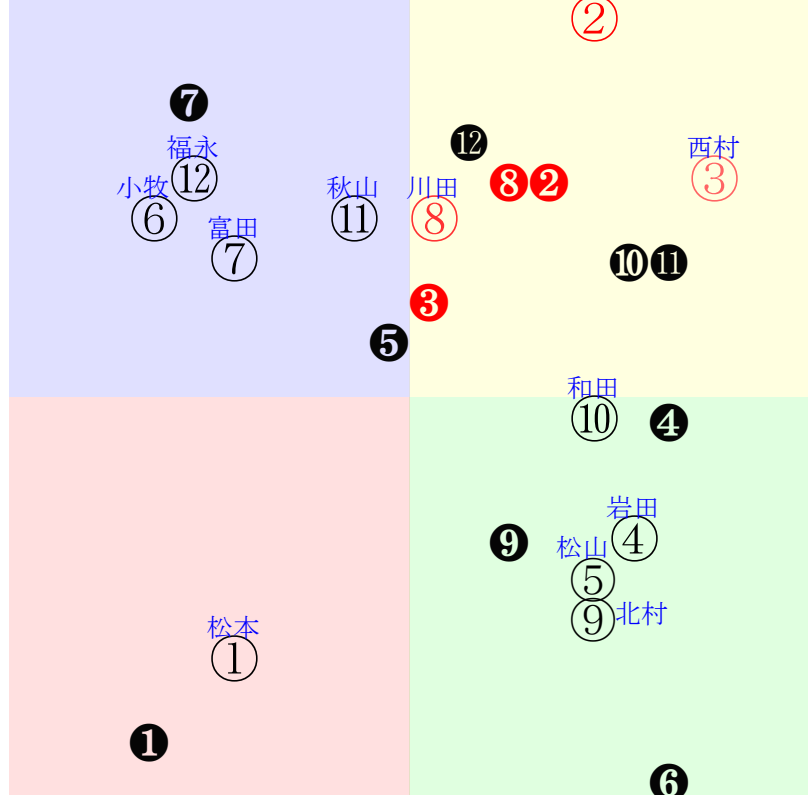 ②
❼
⓬
福永
⑫
❽ ❷
西村
③
小牧
⑥
秋山
⑪
川田
⑧
富田
⑦
❿ ⓫
❸
❺
和田
⑩
❹
岩田
④
❾
松山
⑤
⑨ 北村
松本
①
❶
❻